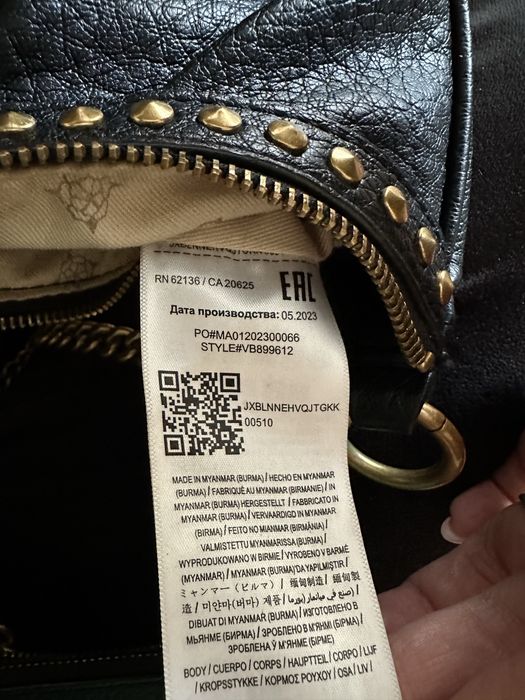 RN 62136 / CA 20625
EAC
Дата производства: 05.2023
PO#MA01202300066
STYLE#VB899612
JXBLNNEHVQJTGKK
00510
MADE IN MYANMAR (BURMA) / HECHO EN MYANMAR
(BURMA) / FABRIQUÉ AU MYANMAR (BIRMANIE) / IN
MYANMAR (BURMA) HERGESTELLT / FABBRICATO IN
MYANMAR (BURMA) / VERVAARDIGD IN MYANMAR
(BIRMA) / FEITO NO MIANMAR (BIRMÂNIA) /
VALMISTETTU MYANMARISSA (BURMA) /
WYPRODUKOWANO W BIRMIE / VYROBENO V BARMĚ
(MYANMAR) / MYANMAR (BURMA)'DA YAPILMIŞTIR /
ミャンマー (ビルマ) / 缅甸制造 / 緬甸製
造 / 미얀마(버마) 제품 / صنع في ميانمار (بورما) /
DIBUAT DI MYANMAR (BURMA) / ИЗГОТОВЛЕНО В
МЬЯНМЕ (БИРМА) / ЗРОБЛЕНО В М'ЯНМІ (БІРМА) /
ЗРОБЛЕНА Ў М'ЯНМЕ (БІРМЕ)
BODY / CUERPO / CORPS / HAUPTTEIL / CORPO / LIJF
/ KROPSSTYKKE / ΚΟΡΜΟΣ ΡΟΥΧΟΥ / OSA / LIV /